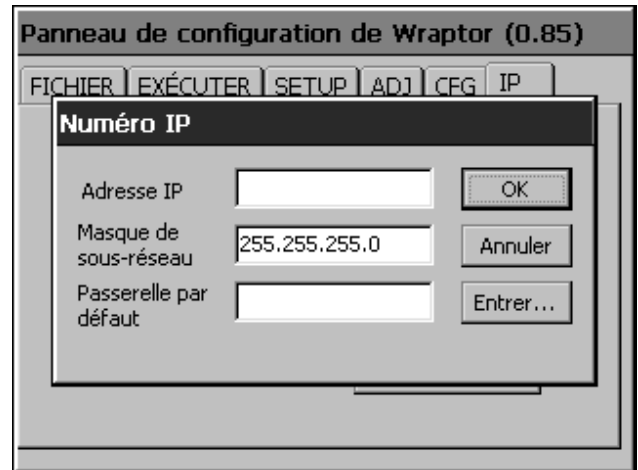 Panneau de configuration de Wraptor (0.85)
FICHIER EXÉCUTER SETUP ADJ CFG IP
Numéro IP
Adresse IP OK
Masque de
sous-réseau 255.255.255.0 Annuler
Passerelle par
défaut Entrer...